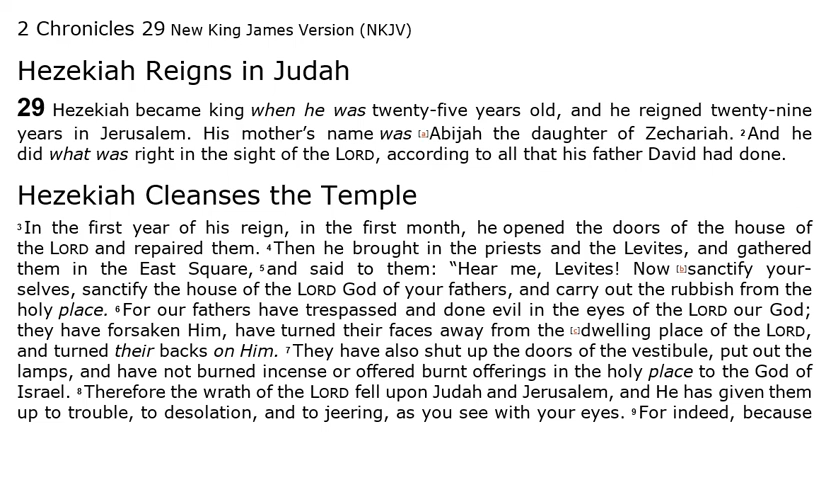 2 Chronicles 29 New King James Version (NKJV)
Hezekiah Reigns in Judah
29 Hezekiah became king when he was twenty-five years old, and he reigned twenty-nine
years in Jerusalem. His mother’s name was [a]Abijah the daughter of Zechariah. 2 And he
did what was right in the sight of the LORD, according to all that his father David had done.
Hezekiah Cleanses the Temple
3 In the first year of his reign, in the first month, he opened the doors of the house of
the LORD and repaired them. 4 Then he brought in the priests and the Levites, and gathered
them in the East Square, 5 and said to them: “Hear me, Levites! Now [b]sanctify your-
selves, sanctify the house of the LORD God of your fathers, and carry out the rubbish from the
holy place. 6 For our fathers have trespassed and done evil in the eyes of the LORD our God;
they have forsaken Him, have turned their faces away from the [c]dwelling place of the LORD,
and turned their backs on Him. 7 They have also shut up the doors of the vestibule, put out the
lamps, and have not burned incense or offered burnt offerings in the holy place to the God of
Israel. 8 Therefore the wrath of the LORD fell upon Judah and Jerusalem, and He has given them
up to trouble, to desolation, and to jeering, as you see with your eyes. 9 For indeed, because